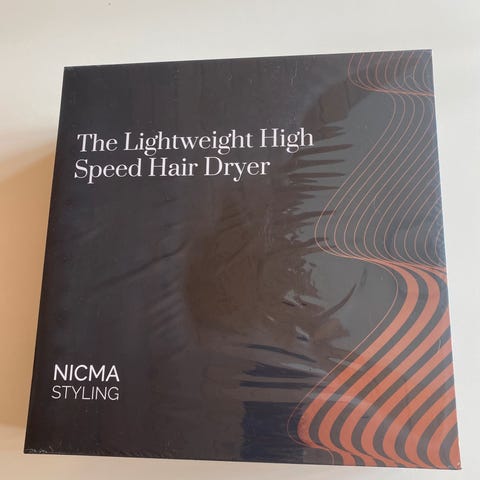 The Lightweight High
Speed Hair Dryer
NICMA
STYLING